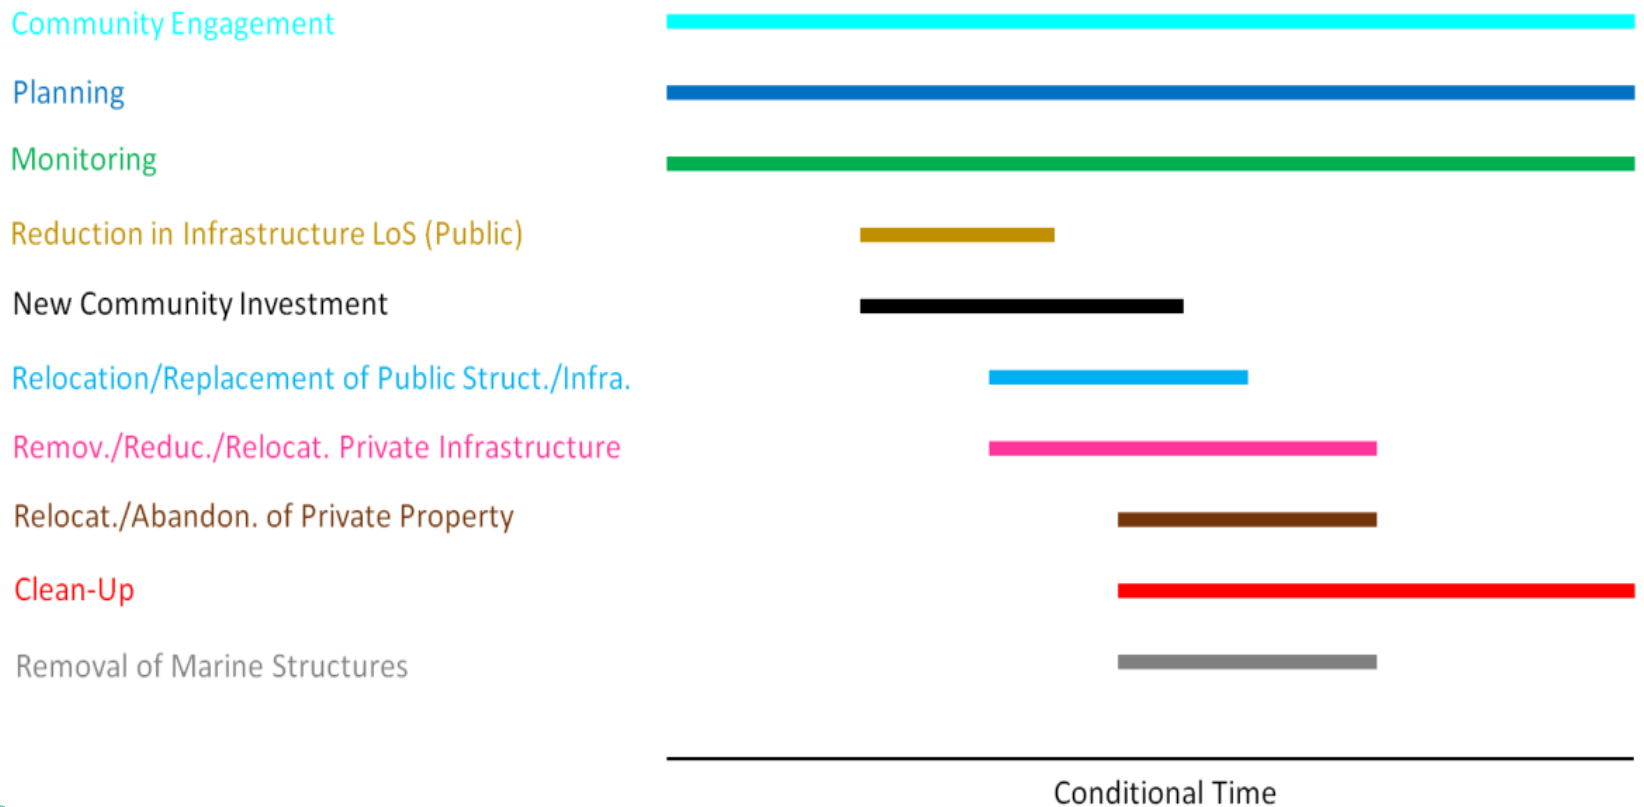 Community Engagement
Planning
Monitoring
Reduction in Infrastructure LoS (Public)
New Community Investment
Relocation/Replacement of Public Struct./Infra.
Remov./Reduc./Relocat. Private Infrastructure
Relocat./Abandon. of Private Property
Clean-Up
Removal of Marine Structures
Conditional Time